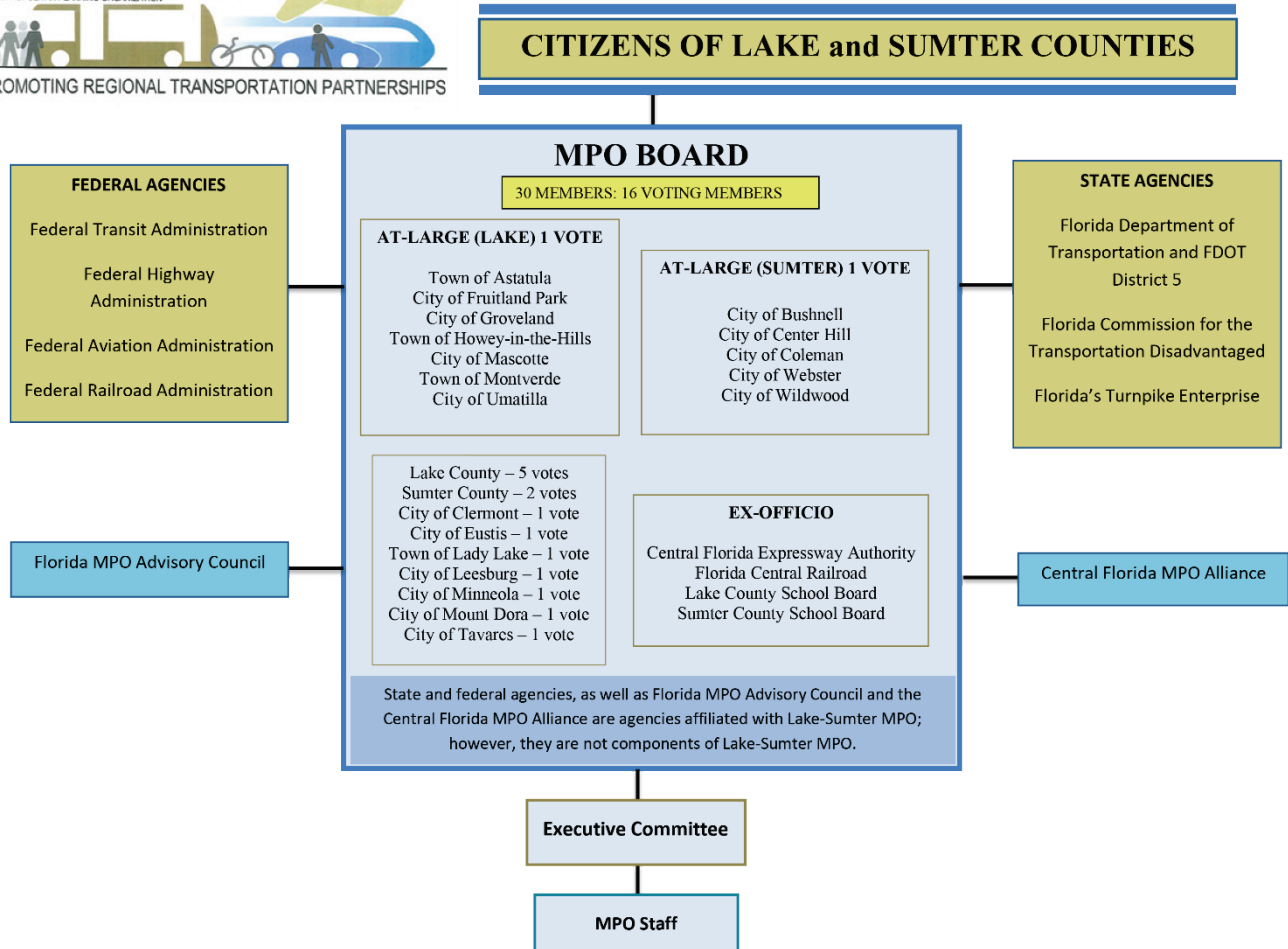 PROMOTING REGIONAL TRANSPORTATION PARTNERSHIPS
CITIZENS OF LAKE and SUMTER COUNTIES
MPO BOARD
30 MEMBERS: 16 VOTING MEMBERS
FEDERAL AGENCIES
Federal Transit Administration
Federal Highway
Administration
Federal Aviation Administration
Federal Railroad Administration
AT-LARGE (LAKE) 1 VOTE
Town of Astatula
City of Fruitland Park
City of Groveland
Town of Howey-in-the-Hills
City of Mascotte
Town of Montverde
City of Umatilla
AT-LARGE (SUMTER) 1 VOTE
City of Bushnell
City of Center Hill
City of Coleman
City of Webster
City of Wildwood
STATE AGENCIES
Florida Department of
Transportation and FDOT
District 5
Florida Commission for the
Transportation Disadvantaged
Florida’s Turnpike Enterprise
Florida MPO Advisory Council
Lake County – 5 votes
Sumter County – 2 votes
City of Clermont – 1 vote
City of Eustis – 1 vote
Town of Lady Lake – 1 vote
City of Leesburg – 1 vote
City of Minneola – 1 vote
City of Mount Dora – 1 vote
City of Tavares – 1 vote
EX-OFFICIO
Central Florida Expressway Authority
Florida Central Railroad
Lake County School Board
Sumter County School Board
Central Florida MPO Alliance
State and federal agencies, as well as Florida MPO Advisory Council and the
Central Florida MPO Alliance are agencies affiliated with Lake-Sumter MPO;
however, they are not components of Lake-Sumter MPO.
Executive Committee
MPO Staff